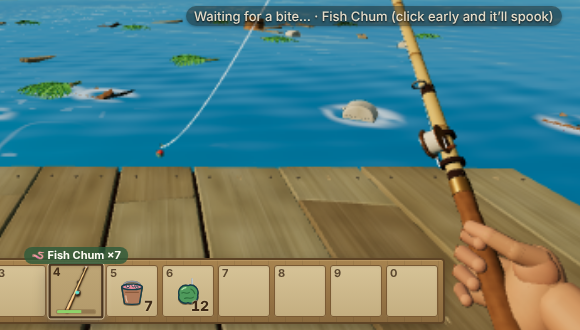 Waiting for a bite... · Fish Chum (click early and it'll spook)
Fish Chum ×7
3 4 5 6 7 8 9 0
7 12